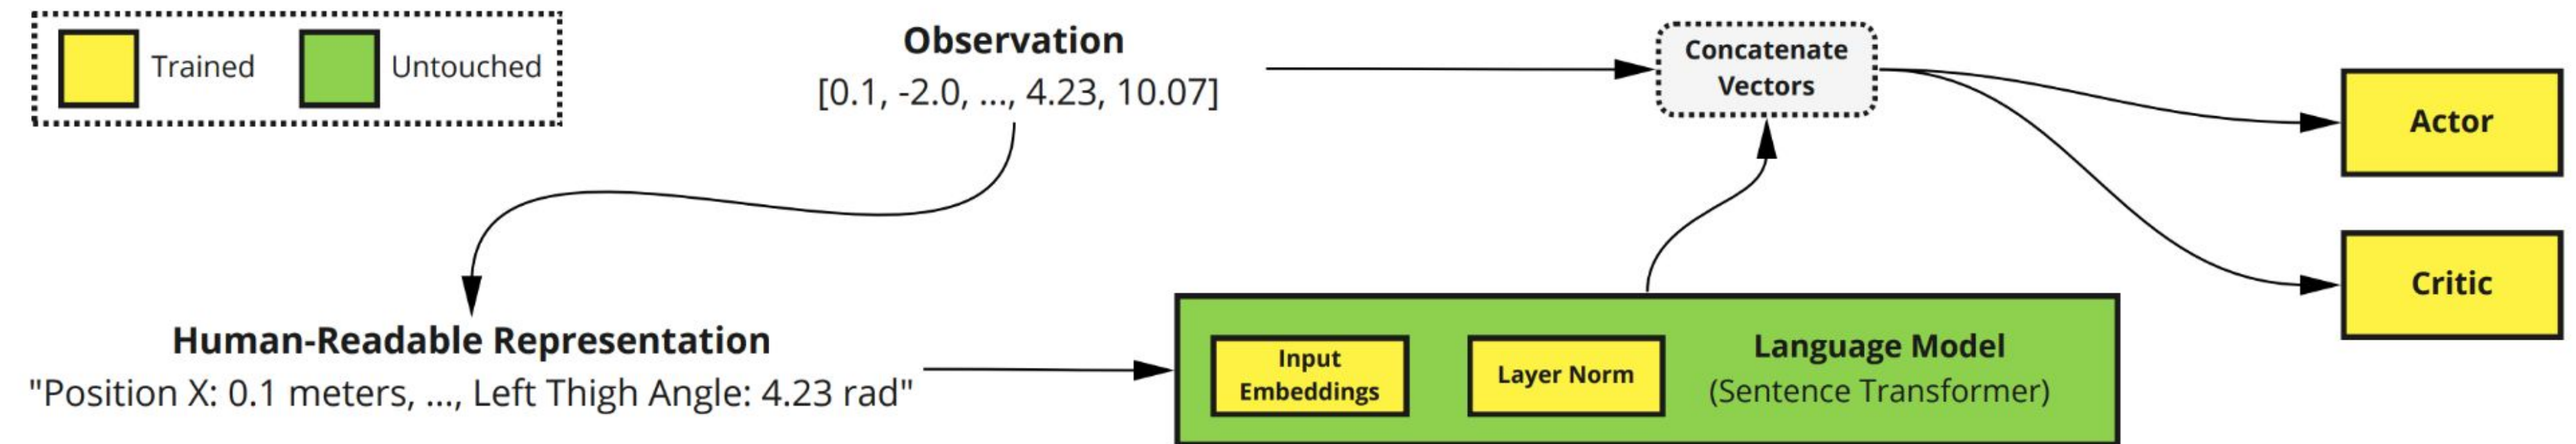 Trained
Untouched
Observation
[0.1, -2.0, ..., 4.23, 10.07]
Concatenate
Vectors
Actor
Critic
Human-Readable Representation
"Position X: 0.1 meters, ..., Left Thigh Angle: 4.23 rad"
Input
Embeddings
Layer Norm
Language Model
(Sentence Transformer)